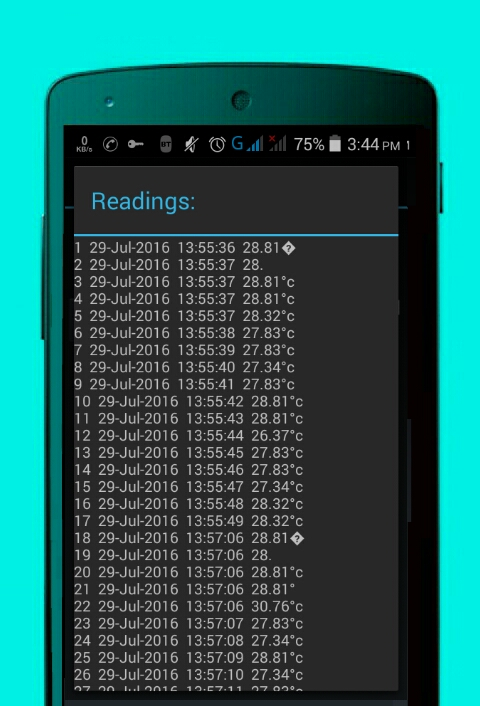 0 KB/s G 75% 3:44 PM 1
Readings:
1 29-Jul-2016 13:55:36 28.81�
2 29-Jul-2016 13:55:37 28.
3 29-Jul-2016 13:55:37 28.81°c
4 29-Jul-2016 13:55:37 28.81°c
5 29-Jul-2016 13:55:37 28.32°c
6 29-Jul-2016 13:55:38 27.83°c
7 29-Jul-2016 13:55:39 27.83°c
8 29-Jul-2016 13:55:40 27.34°c
9 29-Jul-2016 13:55:41 27.83°c
10 29-Jul-2016 13:55:42 28.81°c
11 29-Jul-2016 13:55:43 28.81°c
12 29-Jul-2016 13:55:44 26.37°c
13 29-Jul-2016 13:55:45 27.83°c
14 29-Jul-2016 13:55:46 27.83°c
15 29-Jul-2016 13:55:47 27.34°c
16 29-Jul-2016 13:55:48 28.32°c
17 29-Jul-2016 13:55:49 28.32°c
18 29-Jul-2016 13:57:06 28.81�
19 29-Jul-2016 13:57:06 28.
20 29-Jul-2016 13:57:06 28.81°c
21 29-Jul-2016 13:57:06 28.81°
22 29-Jul-2016 13:57:06 30.76°c
23 29-Jul-2016 13:57:07 27.83°c
24 29-Jul-2016 13:57:08 27.34°c
25 29-Jul-2016 13:57:09 28.81°c
26 29-Jul-2016 13:57:10 27.34°c
27 29-Jul-2016 13:57:11 27.83°c